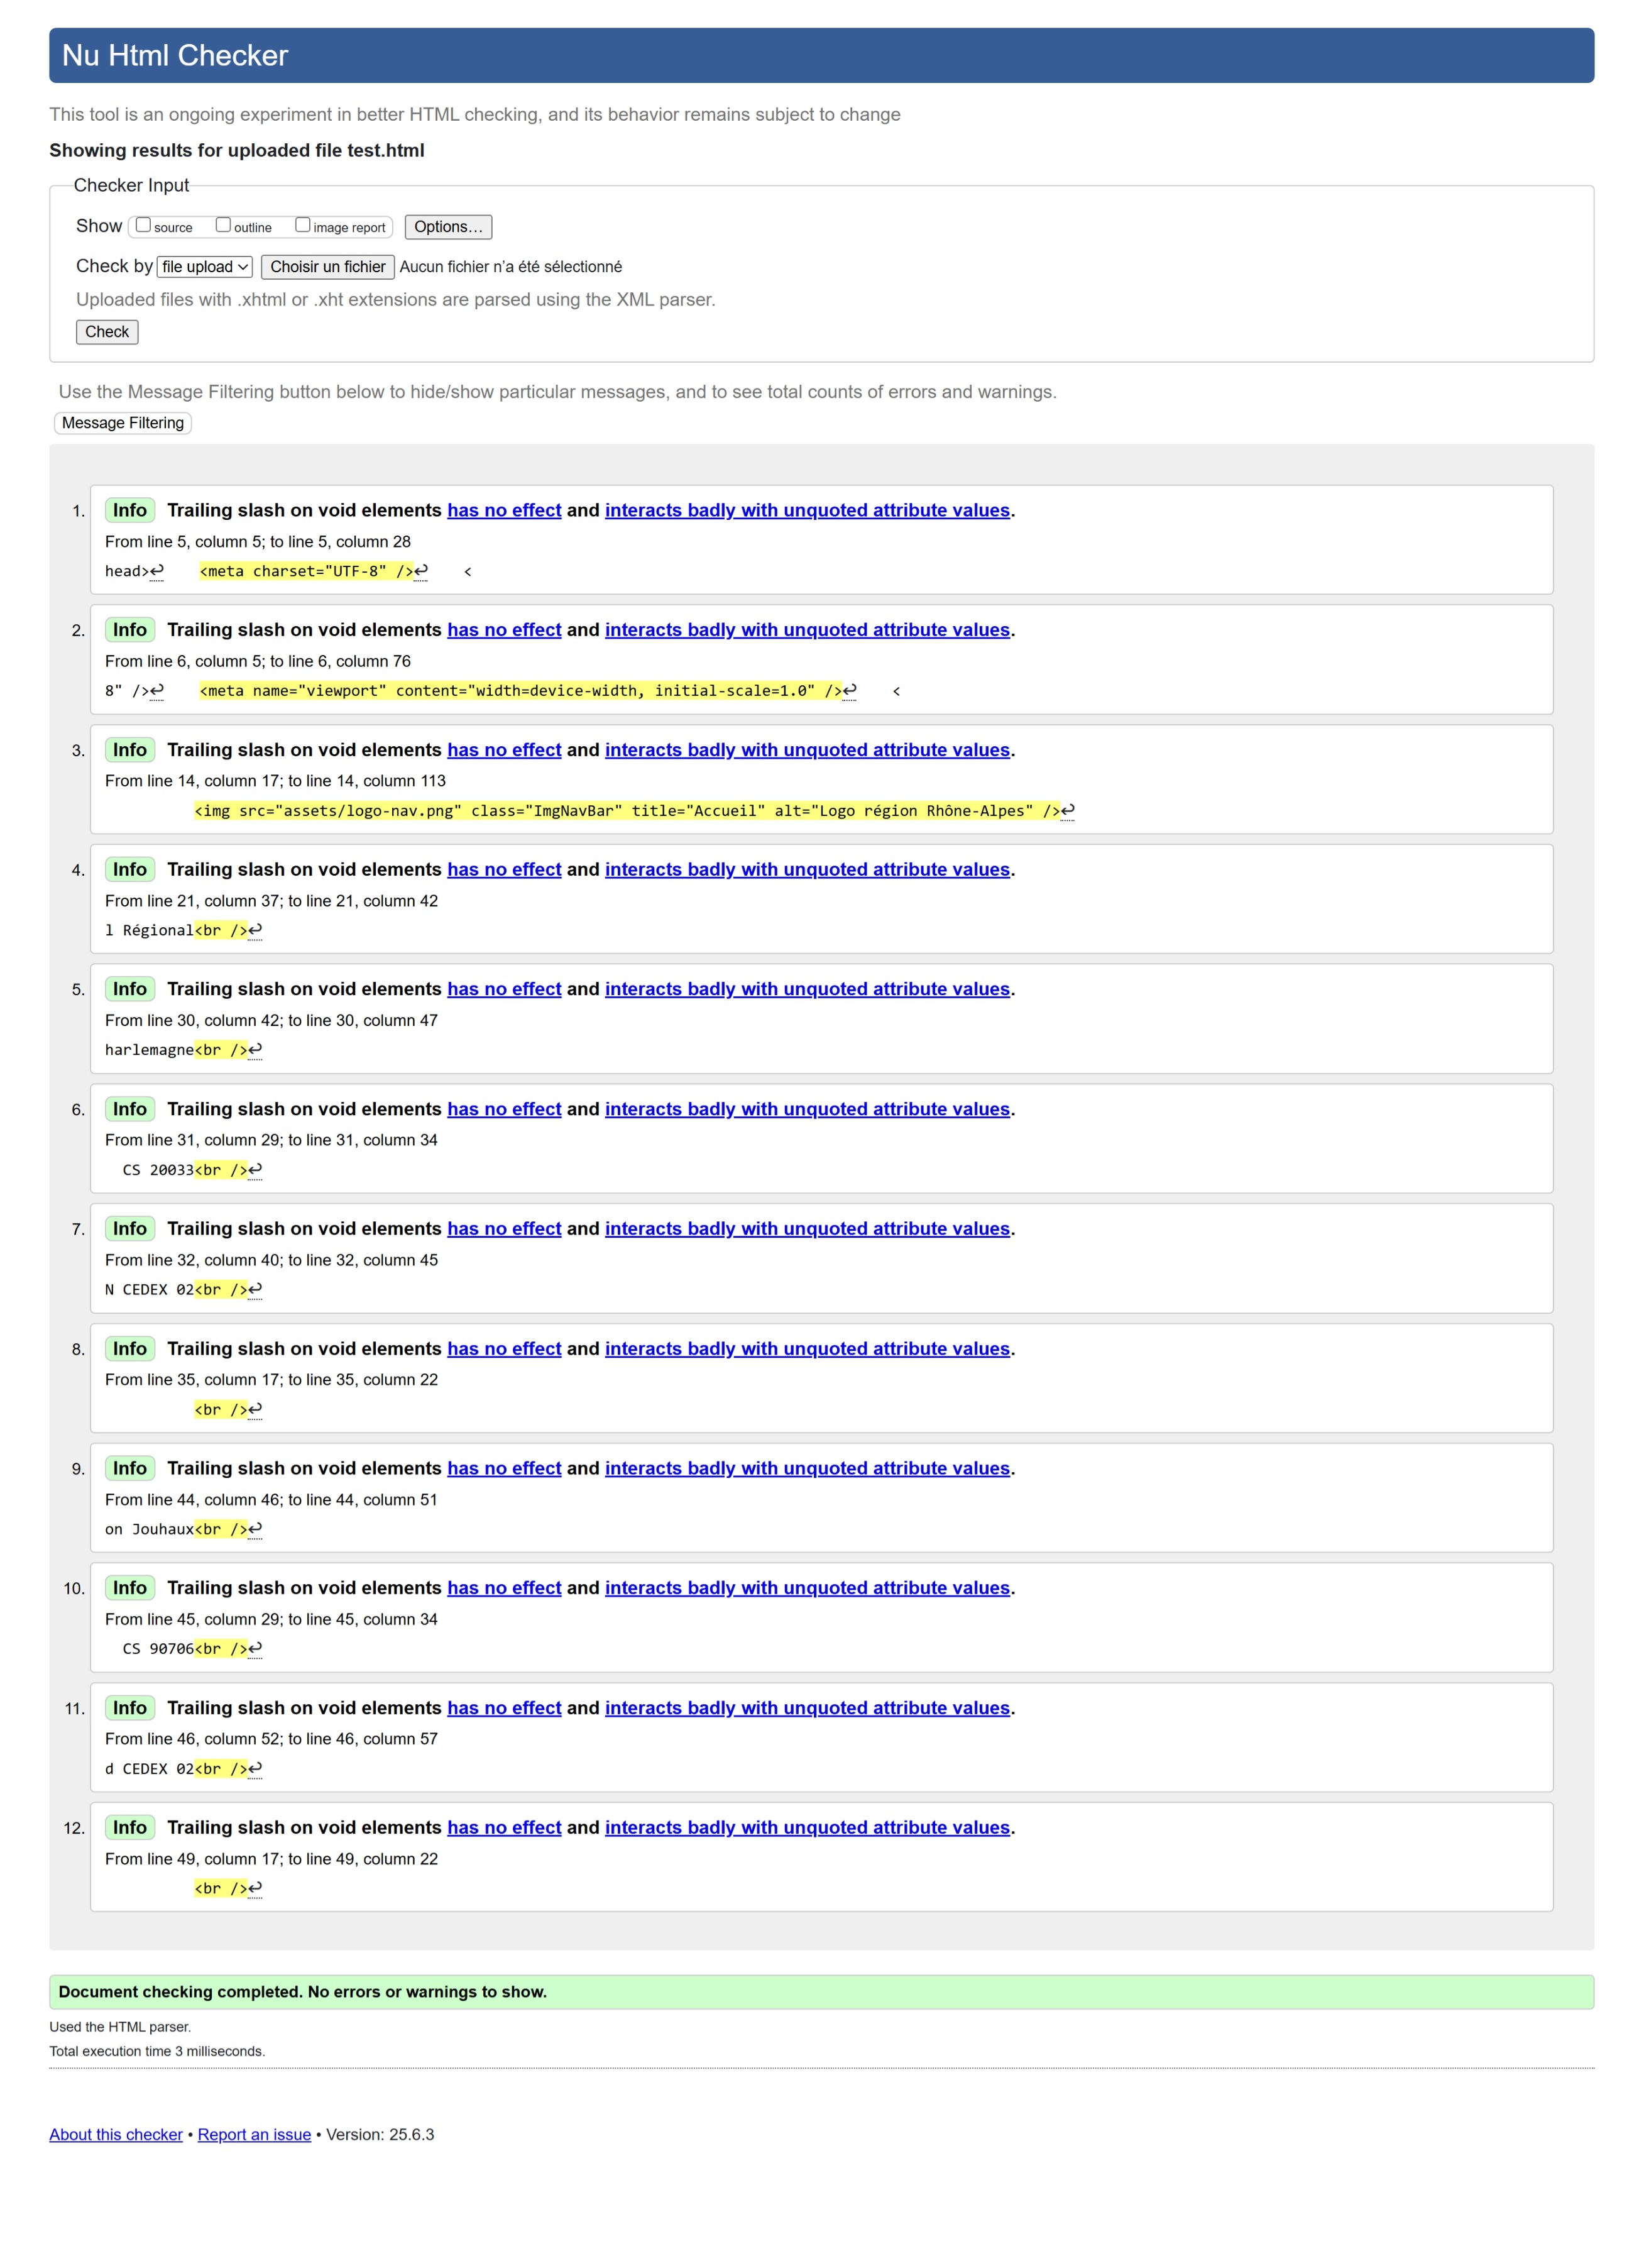 Nu Html Checker
This tool is an ongoing experiment in better HTML checking, and its behavior remains subject to change
Showing results for uploaded file test.html
Checker Input
Show source outline image report Options...
Check by file upload Choisir un fichier Aucun fichier n’a été sélectionné
Uploaded files with .xhtml or .xht extensions are parsed using the XML parser.
Check
Use the Message Filtering button below to hide/show particular messages, and to see total counts of errors and warnings.
Message Filtering
1. Info Trailing slash on void elements has no effect and interacts badly with unquoted attribute values.
From line 5, column 5; to line 5, column 28
head>↩ <meta charset="UTF-8" />↩ <
2. Info Trailing slash on void elements has no effect and interacts badly with unquoted attribute values.
From line 6, column 5; to line 6, column 76
8" />↩ <meta name="viewport" content="width=device-width, initial-scale=1.0" />↩ <
3. Info Trailing slash on void elements has no effect and interacts badly with unquoted attribute values.
From line 14, column 17; to line 14, column 113
<img src="assets/logo-nav.png" class="ImgNavBar" title="Accueil" alt="Logo région Rhône-Alpes" />↩
4. Info Trailing slash on void elements has no effect and interacts badly with unquoted attribute values.
From line 21, column 37; to line 21, column 42
l Régional<br />↩
5. Info Trailing slash on void elements has no effect and interacts badly with unquoted attribute values.
From line 30, column 42; to line 30, column 47
harlemagne<br />↩
6. Info Trailing slash on void elements has no effect and interacts badly with unquoted attribute values.
From line 31, column 29; to line 31, column 34
CS 20033<br />↩
7. Info Trailing slash on void elements has no effect and interacts badly with unquoted attribute values.
From line 32, column 40; to line 32, column 45
N CEDEX 02<br />↩
8. Info Trailing slash on void elements has no effect and interacts badly with unquoted attribute values.
From line 35, column 17; to line 35, column 22
<br />↩
9. Info Trailing slash on void elements has no effect and interacts badly with unquoted attribute values.
From line 44, column 46; to line 44, column 51
on Jouhaux<br />↩
10. Info Trailing slash on void elements has no effect and interacts badly with unquoted attribute values.
From line 45, column 29; to line 45, column 34
CS 90706<br />↩
11. Info Trailing slash on void elements has no effect and interacts badly with unquoted attribute values.
From line 46, column 52; to line 46, column 57
d CEDEX 02<br />↩
12. Info Trailing slash on void elements has no effect and interacts badly with unquoted attribute values.
From line 49, column 17; to line 49, column 22
<br />↩
Document checking completed. No errors or warnings to show.
Used the HTML parser.
Total execution time 3 milliseconds.
About this checker • Report an issue • Version: 25.6.3